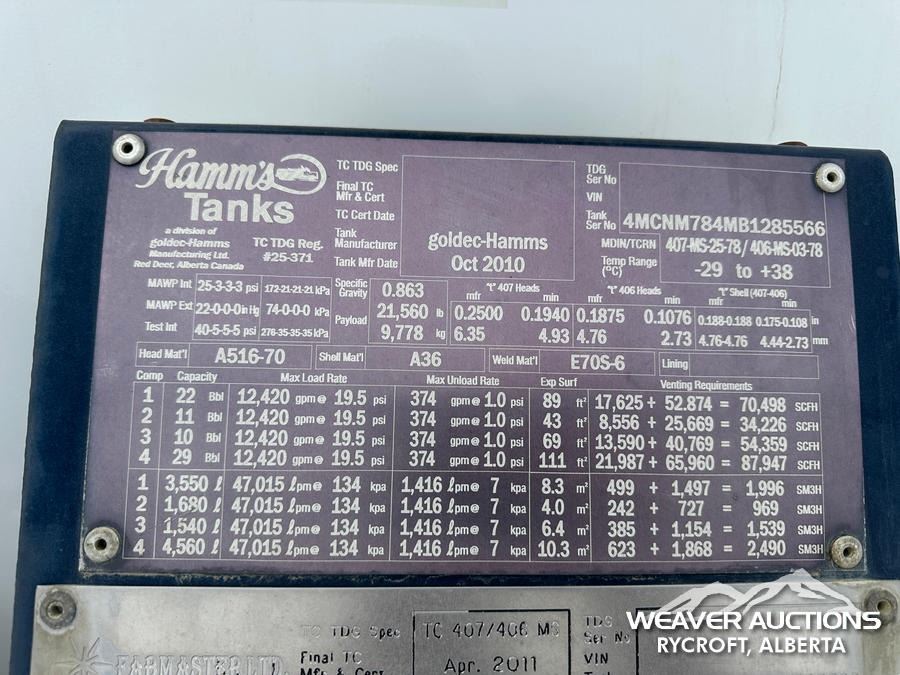 Hamm's
Tanks
a division of
goldec-Hamms
Manufacturing Ltd.
Red Deer, Alberta Canada
TC TDG Reg.
#25-371
TC TDG Spec
Final TC
Mfr & Cert
TC Cert Date
Tank
Manufacturer goldec-Hamms
Tank Mfr Date Oct 2010
TDG
Ser No
VIN
Tank
Ser No 4MCNM784MB1285566
MDIN/TCRN 407-MS-25-78 / 406-MS-03-78
Temp Range
(°C) -29 to +38
MAWP Int 25-3-3-3 psi 172-21-21-21 kPa
MAWP Ext 22-0-0-0 in Hg 74-0-0-0 kPa
Test Int 40-5-5-5 psi 276-35-35-35 kPa
Specific
Gravity 0.863
Payload 21,560 lb
9,778 kg
"t" 407 Heads "t" 406 Heads "t" Shell (407-406)
mfr min mfr min mfr min
0.2500 0.1940 0.1875 0.1076 0.188-0.188 0.175-0.108 in
6.35 4.93 4.76 2.73 4.76-4.76 4.44-2.73 mm
Head Mat'l A516-70 Shell Mat'l A36 Weld Mat'l E70S-6 Lining
Comp Capacity Max Load Rate Max Unload Rate Exp Surf Venting Requirements
1 22 Bbl 12,420 gpm@ 19.5 psi 374 gpm@ 1.0 psi 89 ft² 17,625 + 52.874 = 70,498 SCFH
2 11 Bbl 12,420 gpm@ 19.5 psi 374 gpm@ 1.0 psi 43 ft² 8,556 + 25,669 = 34,226 SCFH
3 10 Bbl 12,420 gpm@ 19.5 psi 374 gpm@ 1.0 psi 69 ft² 13,590 + 40,769 = 54,359 SCFH
4 29 Bbl 12,420 gpm@ 19.5 psi 374 gpm@ 1.0 psi 111 ft² 21,987 + 65,960 = 87,947 SCFH
1 3,550 ℓ 47,015 ℓpm@ 134 kpa 1,416 ℓpm@ 7 kpa 8.3 m² 499 + 1,497 = 1,996 SM3H
2 1,680 ℓ 47,015 ℓpm@ 134 kpa 1,416 ℓpm@ 7 kpa 4.0 m² 242 + 727 = 969 SM3H
3 1,540 ℓ 47,015 ℓpm@ 134 kpa 1,416 ℓpm@ 7 kpa 6.4 m² 385 + 1,154 = 1,539 SM3H
4 4,560 ℓ 47,015 ℓpm@ 134 kpa 1,416 ℓpm@ 7 kpa 10.3 m² 623 + 1,868 = 2,490 SM3H
FARMASTER LTD.
TC TDG Spec TC 407/406 MS
Final TC
Mfg & Cert Apr. 2011
TDG
Ser No
VIN
WEAVER AUCTIONS
RYCROFT, ALBERTA